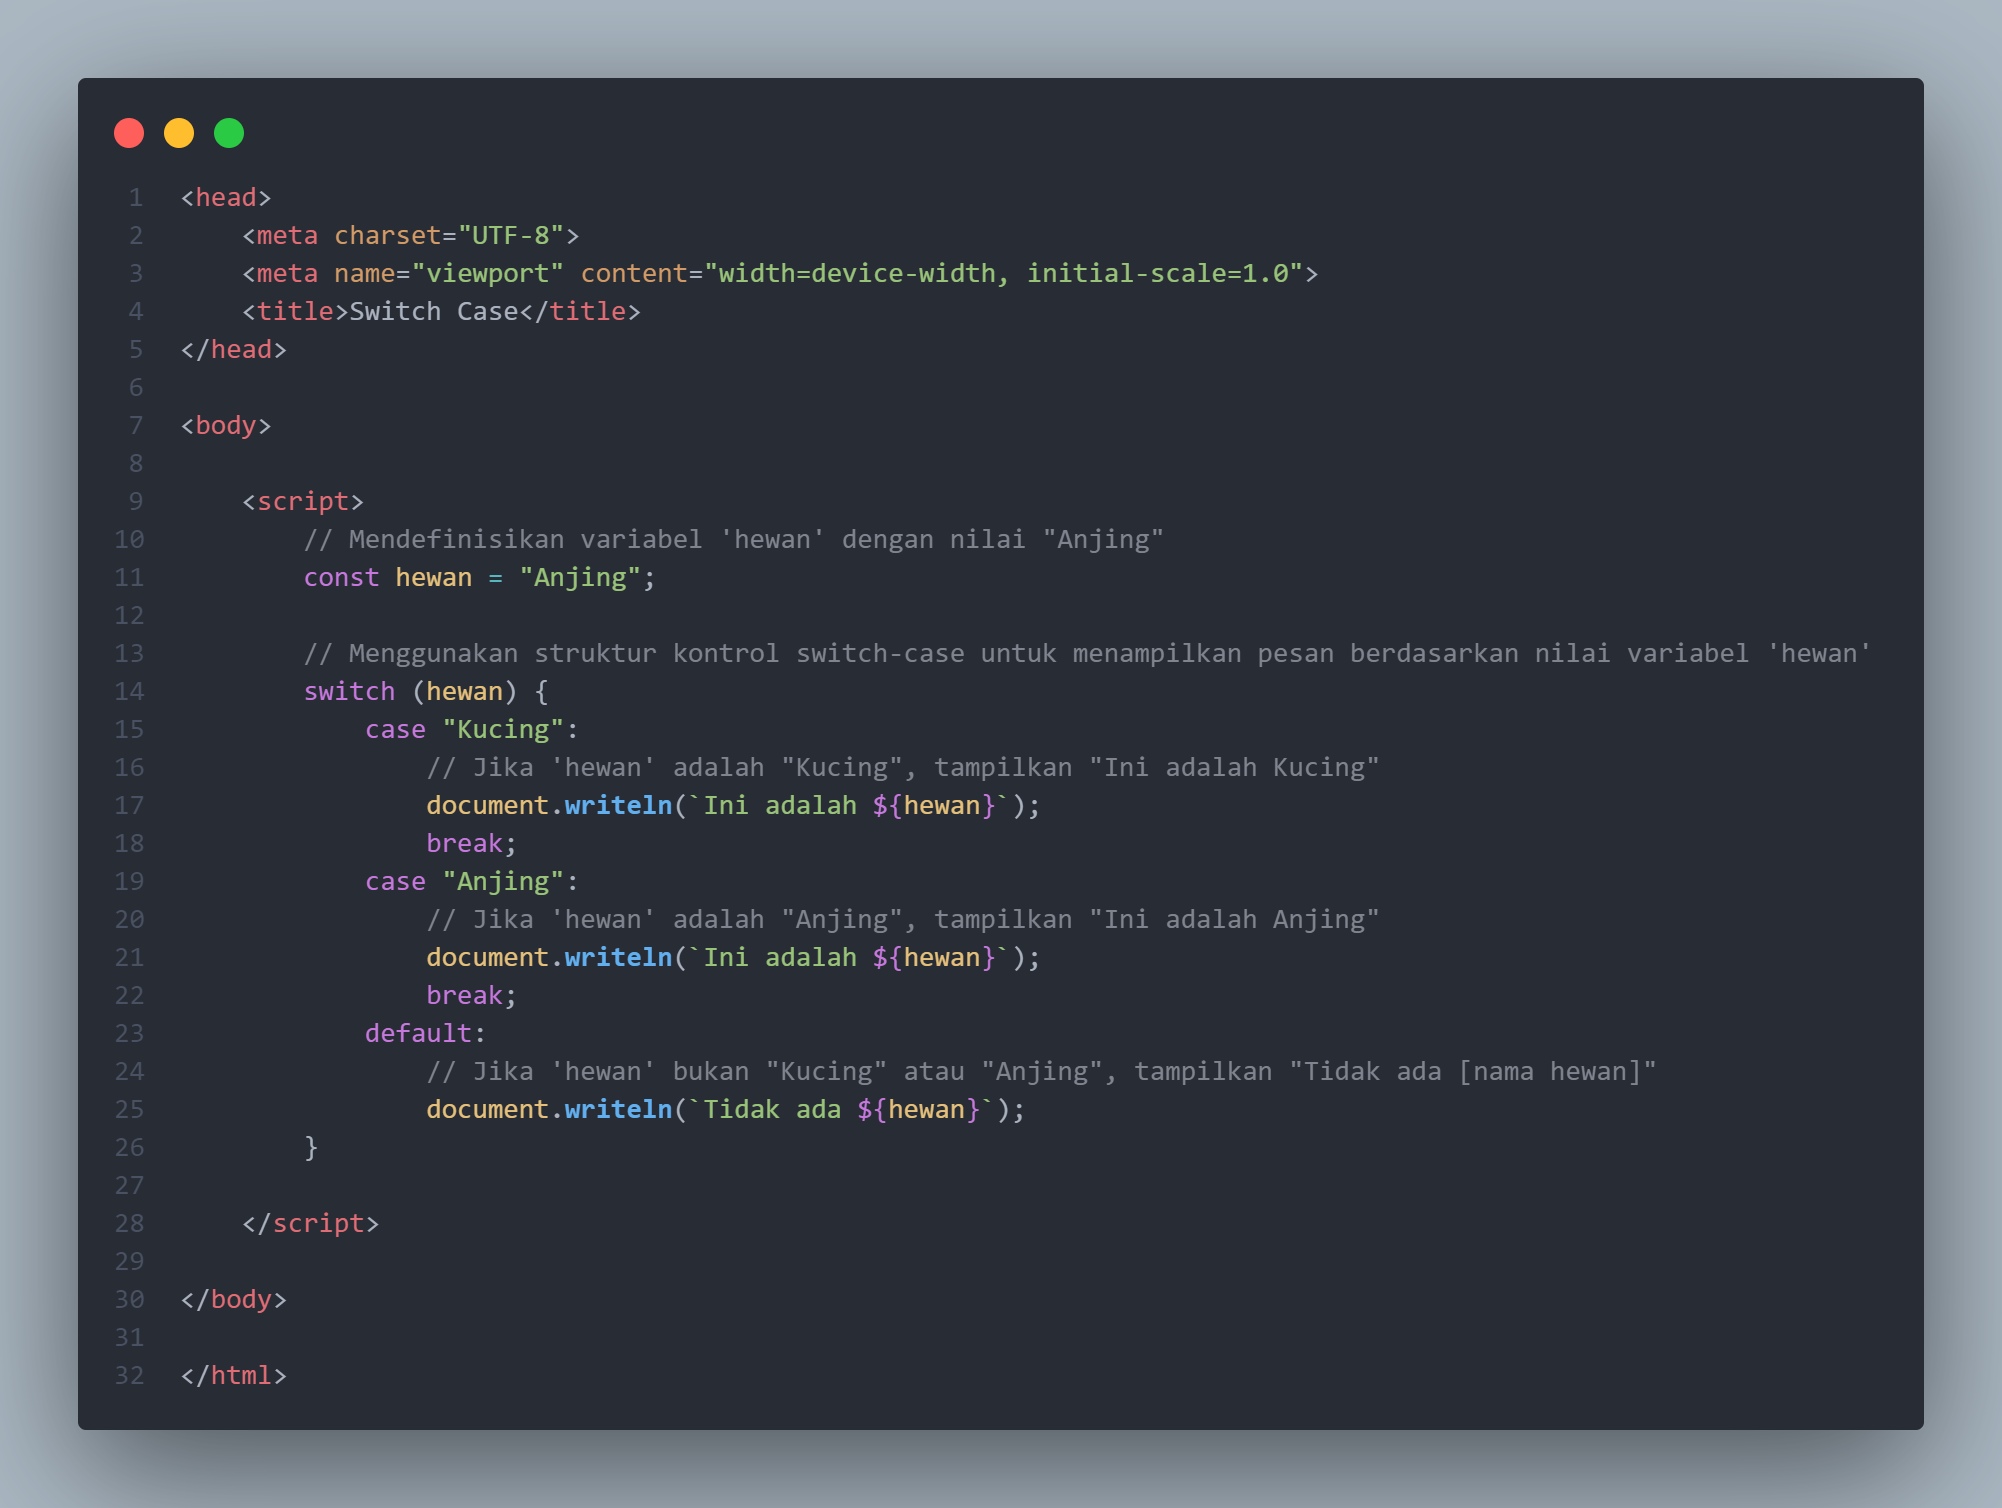 1 <head>
2     <meta charset="UTF-8">
3     <meta name="viewport" content="width=device-width, initial-scale=1.0">
4     <title>Switch Case</title>
5 </head>
6
7 <body>
8
9     <script>
10         // Mendefinisikan variabel 'hewan' dengan nilai "Anjing"
11         const hewan = "Anjing";
12
13         // Menggunakan struktur kontrol switch-case untuk menampilkan pesan berdasarkan nilai variabel 'hewan'
14         switch (hewan) {
15             case "Kucing":
16                 // Jika 'hewan' adalah "Kucing", tampilkan "Ini adalah Kucing"
17                 document.writeln(`Ini adalah ${hewan}`);
18                 break;
19             case "Anjing":
20                 // Jika 'hewan' adalah "Anjing", tampilkan "Ini adalah Anjing"
21                 document.writeln(`Ini adalah ${hewan}`);
22                 break;
23             default:
24                 // Jika 'hewan' bukan "Kucing" atau "Anjing", tampilkan "Tidak ada [nama hewan]"
25                 document.writeln(`Tidak ada ${hewan}`);
26         }
27
28     </script>
29
30 </body>
31
32 </html>